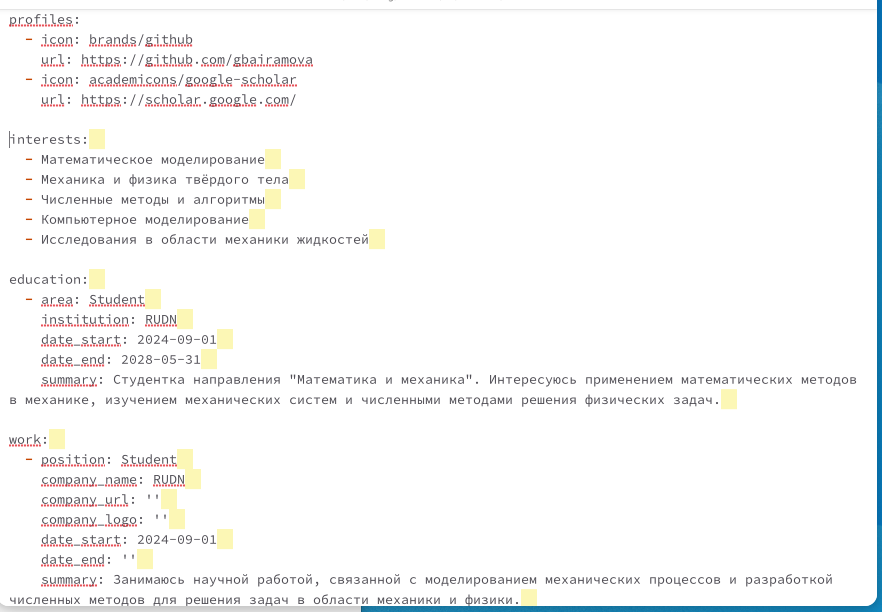 profiles:
- icon: brands/github
url: https://github.com/gbairamova
- icon: academicons/google-scholar
url: https://scholar.google.com/
interests:
- Математическое моделирование
- Механика и физика твёрдого тела
- Численные методы и алгоритмы
- Компьютерное моделирование
- Исследования в области механики жидкостей
education:
- area: Student
institution: RUDN
date_start: 2024-09-01
date_end: 2028-05-31
summary: Студентка направления "Математика и механика". Интересуюсь применением математических методов
в механике, изучением механических систем и численными методами решения физических задач.
work:
- position: Student
company_name: RUDN
company_url: ''
company_logo: ''
date_start: 2024-09-01
date_end: ''
summary: Занимаюсь научной работой, связанной с моделированием механических процессов и разработкой
численных методов для решения задач в области механики и физики.